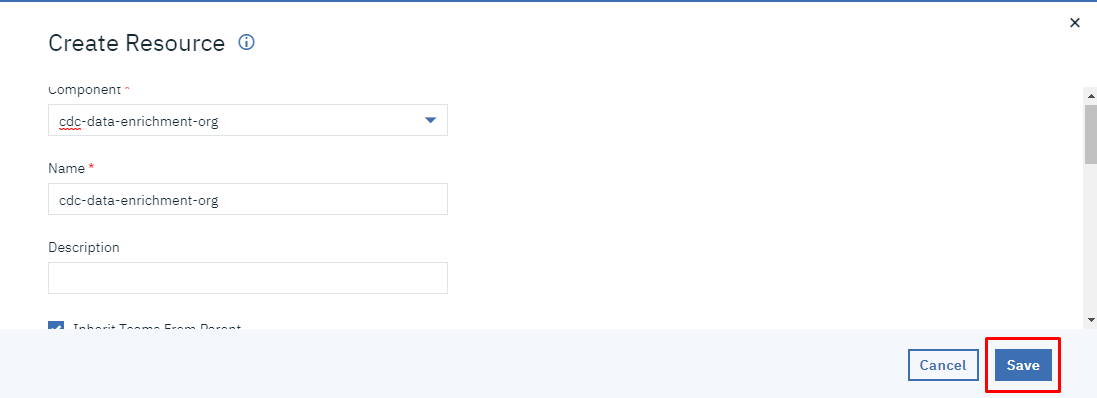 Create Resource
Component *
cdc-data-enrichment-org
Name *
cdc-data-enrichment-org
Description
Inherit Teams From Parent
Cancel
Save